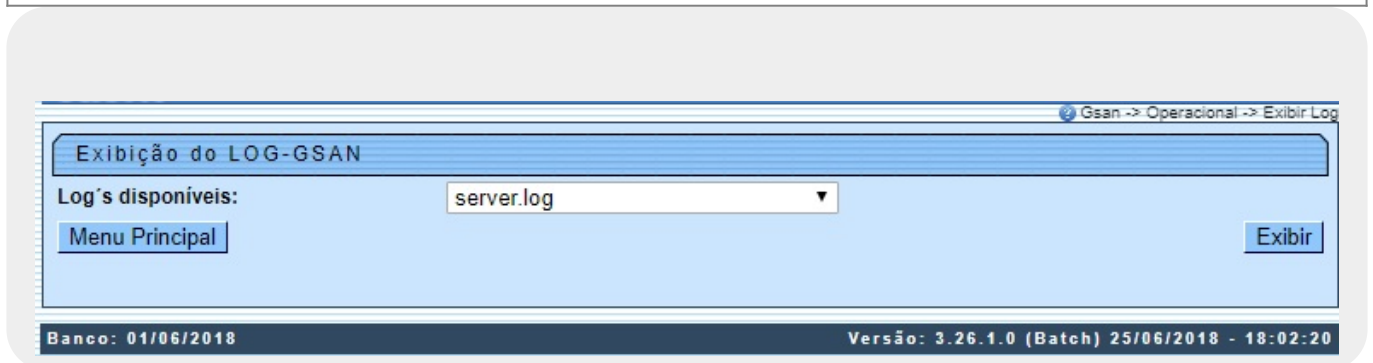 Gsan -> Operacional -> Exibir Log
Exibição do LOG-GSAN
Log´s disponíveis: server.log
Menu Principal Exibir
Banco: 01/06/2018 Versão: 3.26.1.0 (Batch) 25/06/2018 - 18:02:20